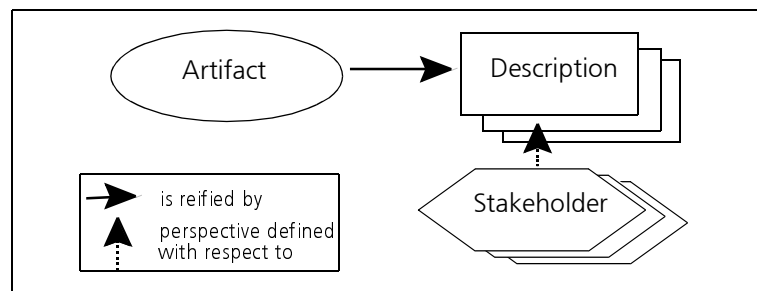 Artifact
Description
Stakeholder
is reified by
perspective defined
with respect to